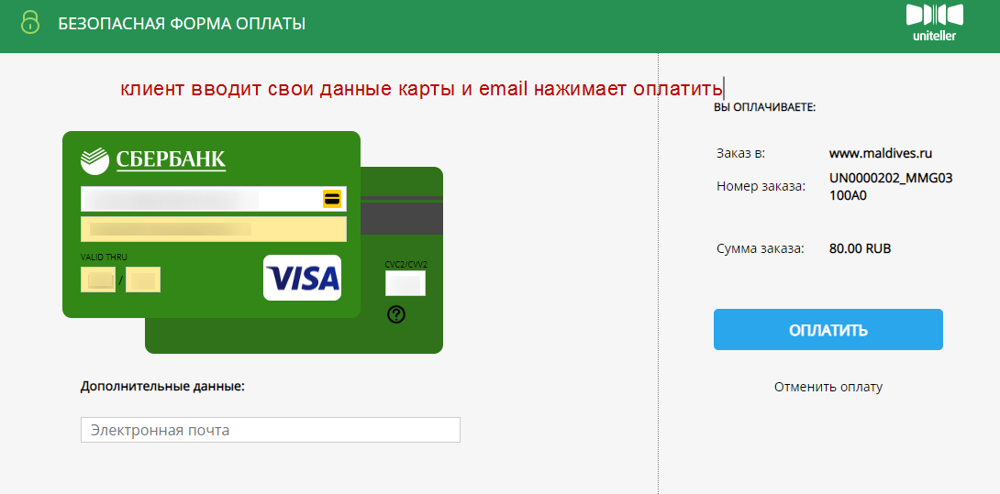 БЕЗОПАСНАЯ ФОРМА ОПЛАТЫ
uniteller
клиент вводит свои данные карты и email нажимает оплатить
ВЫ ОПЛАЧИВАЕТЕ:
СБЕРБАНК
VALID THRU
/
VISA
CVC2/CVV2
?
Дополнительные данные:
Электронная почта
Заказ в: www.maldives.ru
Номер заказа: UN0000202_MMG03
100A0
Сумма заказа: 80.00 RUB
ОПЛАТИТЬ
Отменить оплату